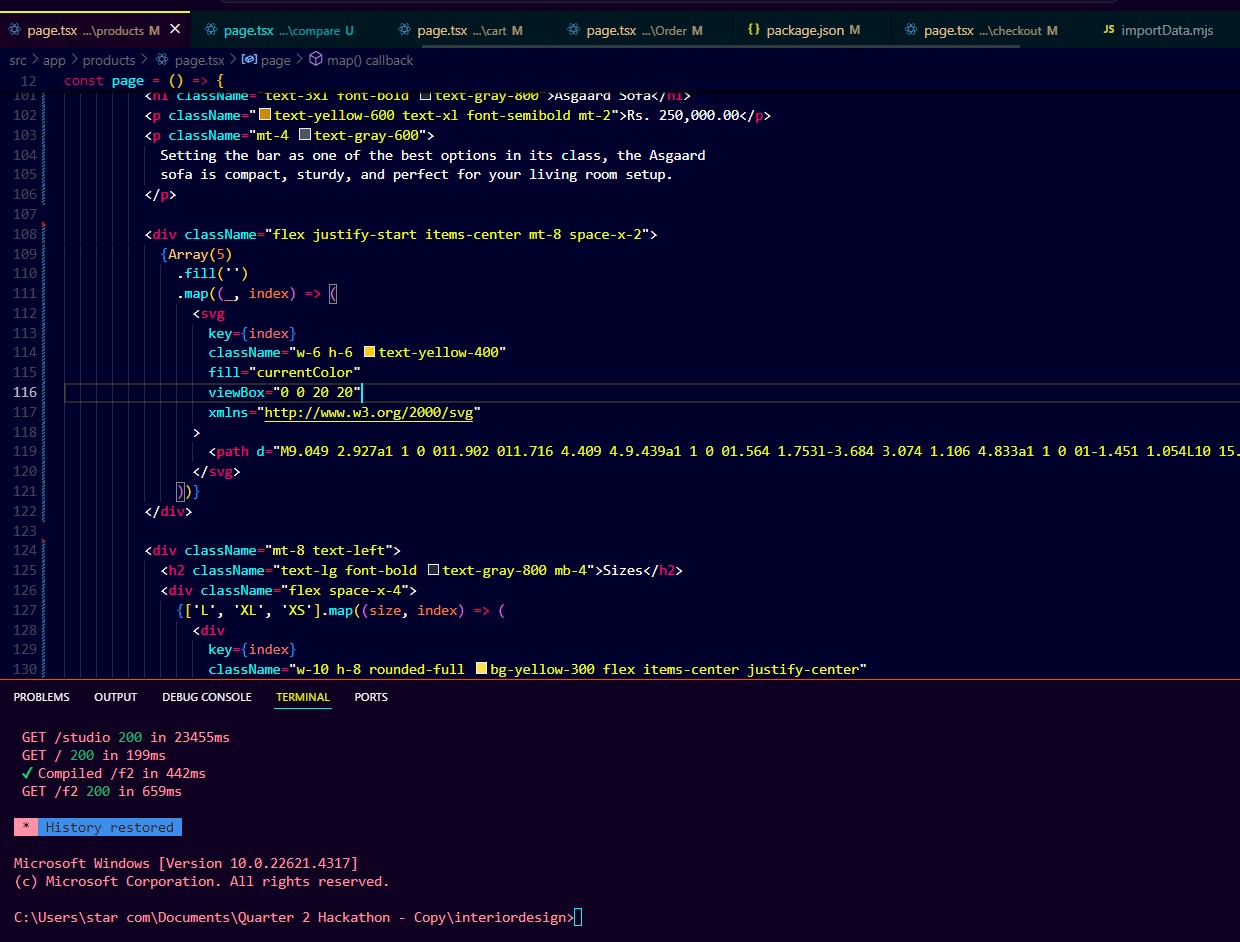 page.tsx ...\products M
page.tsx ...\compare U
page.tsx ...\cart M
page.tsx ...\Order M
{} package.json M
page.tsx ...\checkout M
JS importData.mjs
src > app > products > page.tsx > page > map() callback
12 const page = () => {
101 <h1 className="text-3xl font-bold text-gray-800">Asgaard Sofa</h1>
102 <p className="text-yellow-600 text-xl font-semibold mt-2">Rs. 250,000.00</p>
103 <p className="mt-4 text-gray-600">
104 Setting the bar as one of the best options in its class, the Asgaard
105 sofa is compact, sturdy, and perfect for your living room setup.
106 </p>
107
108 <div className="flex justify-start items-center mt-8 space-x-2">
109 {Array(5)
110 .fill('')
111 .map((_, index) => (
112 <svg
113 key={index}
114 className="w-6 h-6 text-yellow-400"
115 fill="currentColor"
116 viewBox="0 0 20 20"
117 xmlns="http://www.w3.org/2000/svg"
118 >
119 <path d="M9.049 2.927a1 1 0 011.902 0l1.716 4.409 4.9.439a1 1 0 01.564 1.753l-3.684 3.074 1.106 4.833a1 1 0 01-1.451 1.054L10 15.
120 </svg>
121 ))}
122 </div>
123
124 <div className="mt-8 text-left">
125 <h2 className="text-lg font-bold text-gray-800 mb-4">Sizes</h2>
126 <div className="flex space-x-4">
127 {['L', 'XL', 'XS'].map((size, index) => (
128 <div
129 key={index}
130 className="w-10 h-8 rounded-full bg-yellow-300 flex items-center justify-center"
PROBLEMS OUTPUT DEBUG CONSOLE TERMINAL PORTS
GET /studio 200 in 23455ms
GET / 200 in 199ms
✓ Compiled /f2 in 442ms
GET /f2 200 in 659ms
* History restored
Microsoft Windows [Version 10.0.22621.4317]
(c) Microsoft Corporation. All rights reserved.
C:\Users\star com\Documents\Quarter 2 Hackathon - Copy\interiordesign>